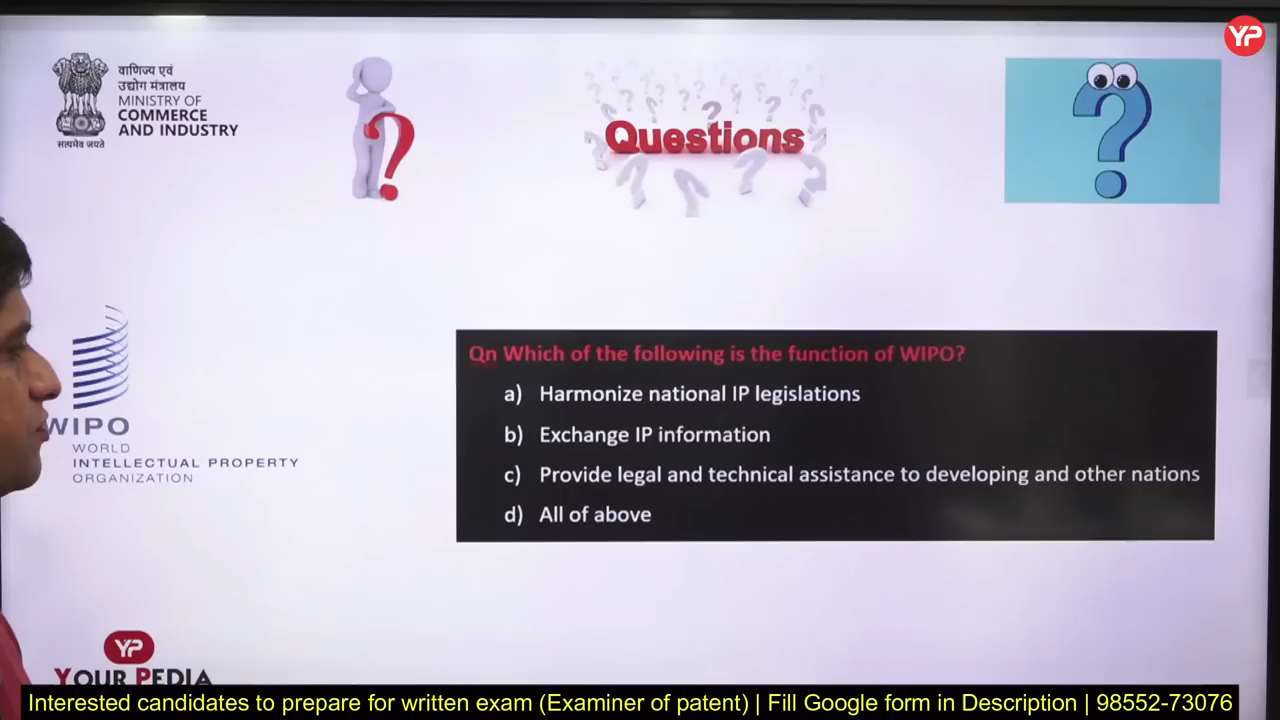 YP
वाणिज्य एवं
उद्योग मंत्रालय
MINISTRY OF
COMMERCE
AND INDUSTRY
सत्यमेव जयते
Questions
Qn Which of the following is the function of WIPO?
a) Harmonize national IP legislations
b) Exchange IP information
c) Provide legal and technical assistance to developing and other nations
d) All of above
WIPO
WORLD
INTELLECTUAL PROPERTY
ORGANIZATION
YP
YOUR PEDIA
Interested candidates to prepare for written exam (Examiner of patent) | Fill Google form in Description | 98552-73076